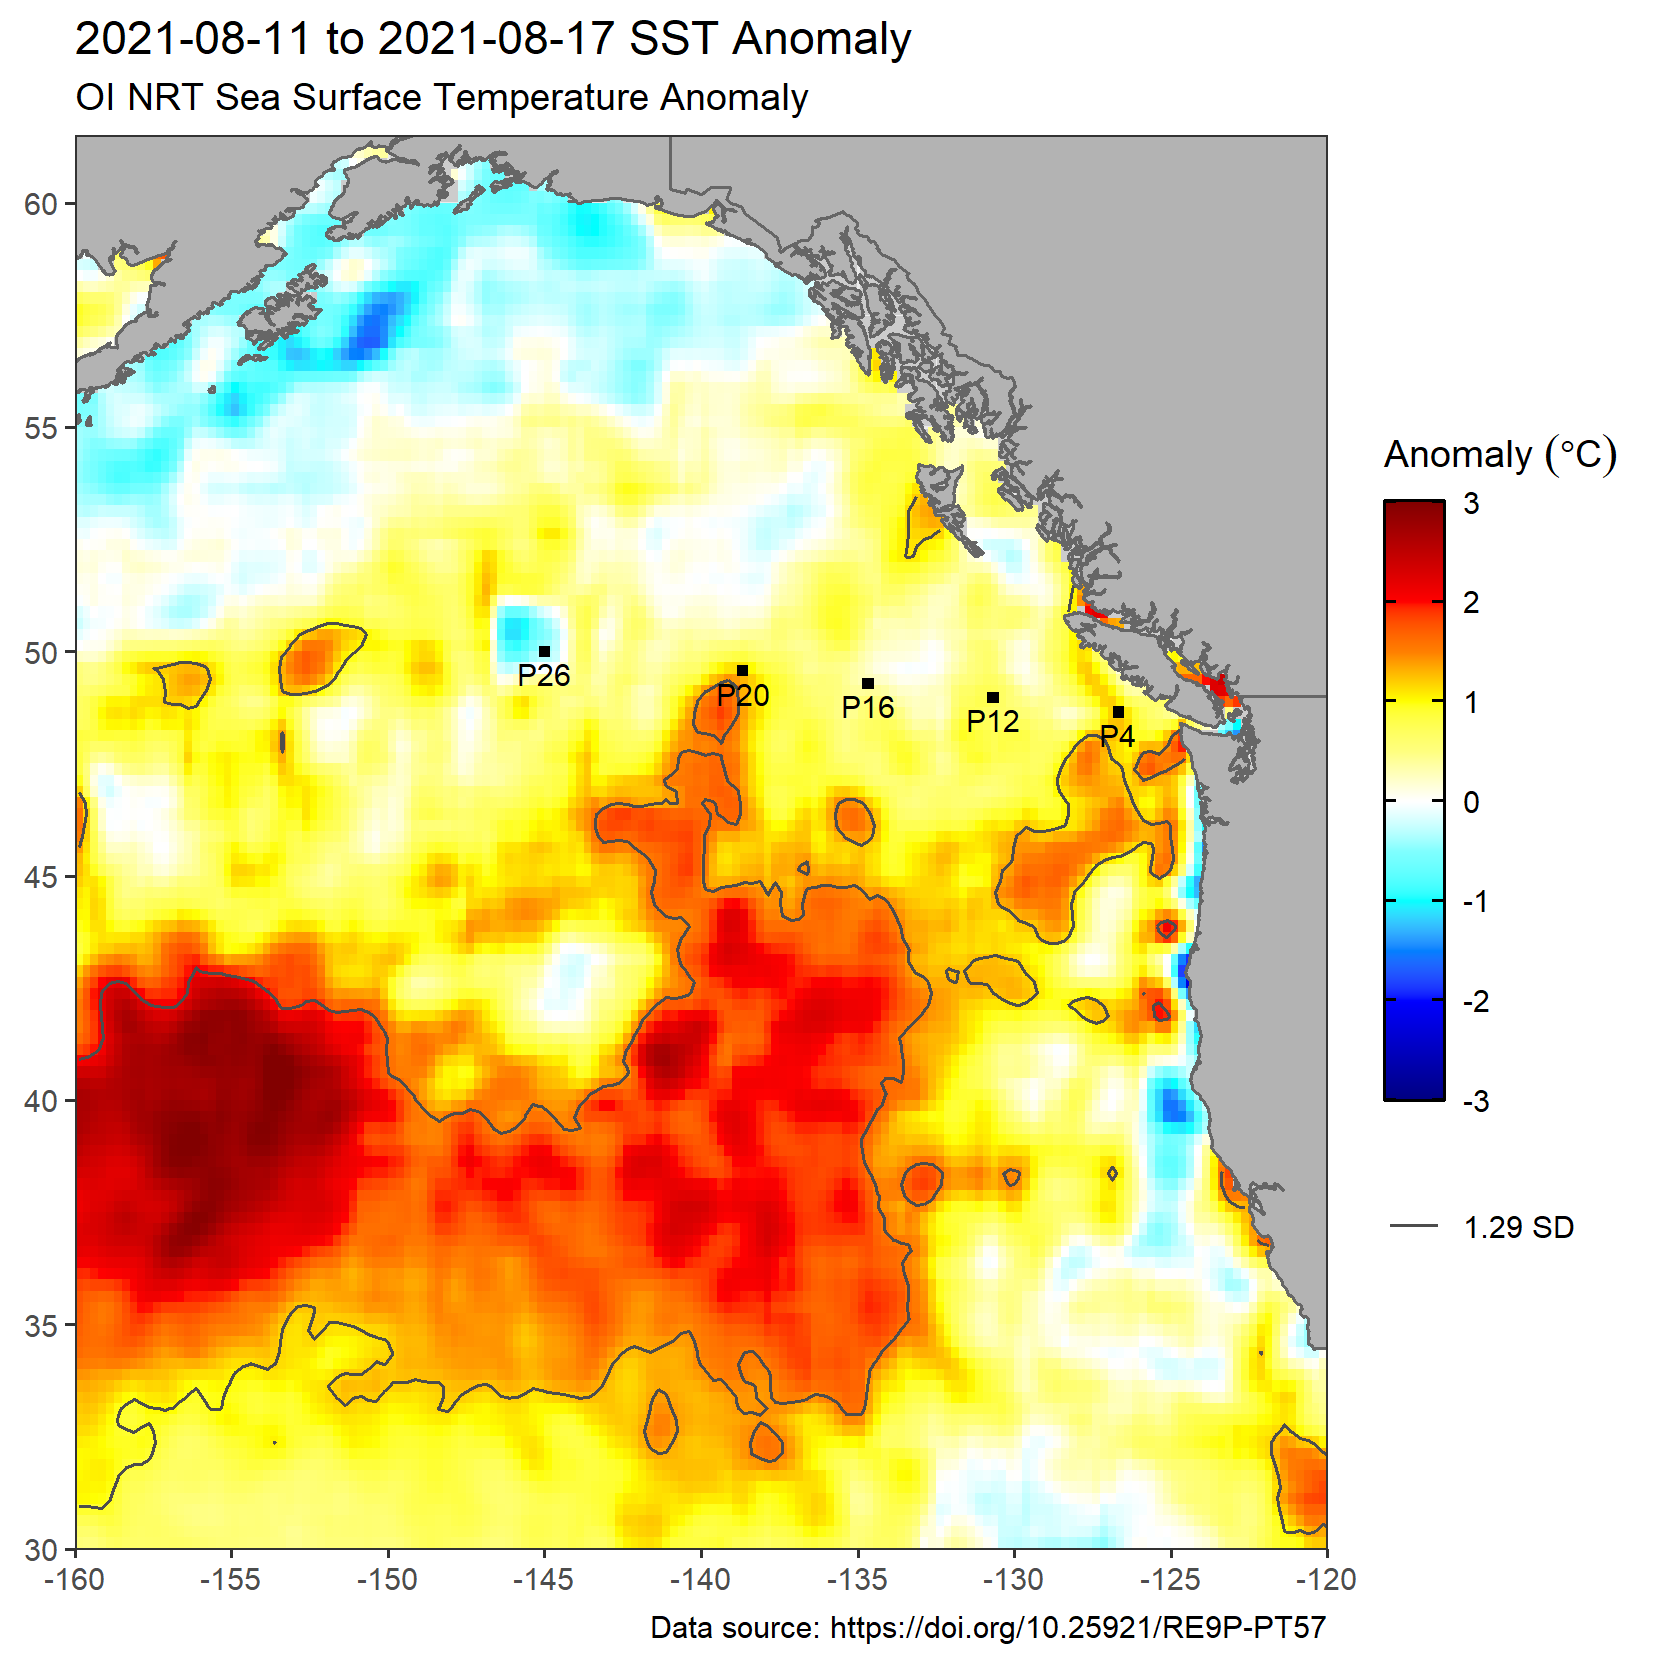 2021-08-11 to 2021-08-17 SST Anomaly
OI NRT Sea Surface Temperature Anomaly
60
55
50
45
40
35
30
-160
-155
-150
-145
-140
-135
-130
-125
-120
P26
P20
P16
P12
P4
Anomaly (°C)
3
2
1
0
-1
-2
-3
1.29 SD
Data source: https://doi.org/10.25921/RE9P-PT57